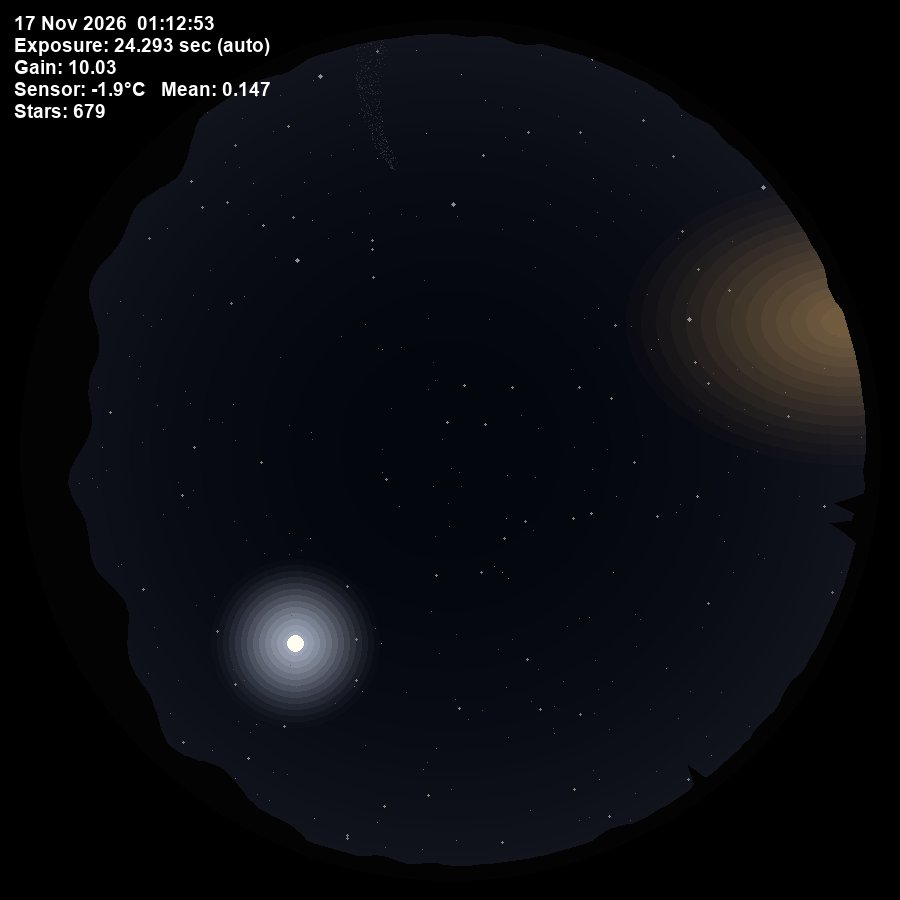 17 Nov 2026  01:12:53
Exposure: 24.293 sec (auto)
Gain: 10.03
Sensor: -1.9°C   Mean: 0.147
Stars: 679